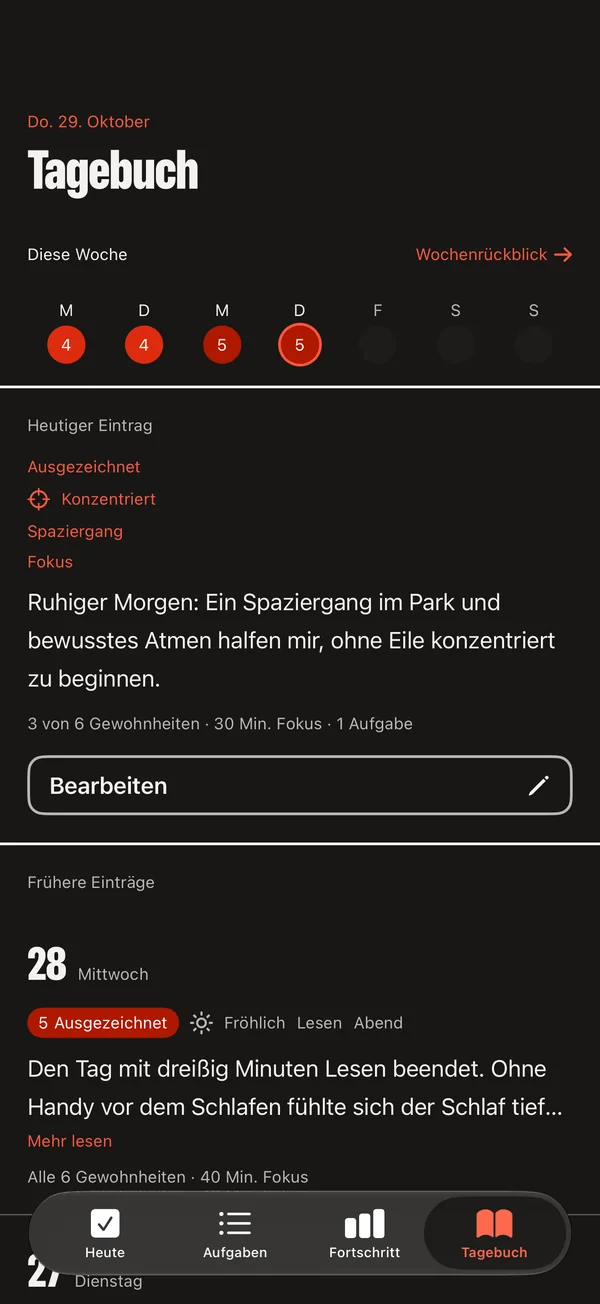 Do. 29. Oktober
Tagebuch
Diese Woche
Wochenrückblick
M D M D F S S
4 4 5 5
Heutiger Eintrag
Ausgezeichnet
Konzentriert
Spaziergang
Fokus
Ruhiger Morgen: Ein Spaziergang im Park und
bewusstes Atmen halfen mir, ohne Eile konzentriert
zu beginnen.
3 von 6 Gewohnheiten · 30 Min. Fokus · 1 Aufgabe
Bearbeiten
Frühere Einträge
28 Mittwoch
5 Ausgezeichnet Fröhlich Lesen Abend
Den Tag mit dreißig Minuten Lesen beendet. Ohne
Handy vor dem Schlafen fühlte sich der Schlaf tief…
Mehr lesen
Alle 6 Gewohnheiten · 40 Min. Fokus
27 Dienstag
Heute Aufgaben Fortschritt Tagebuch